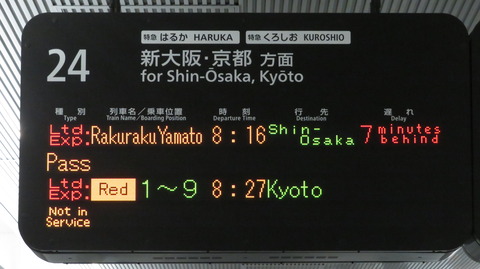 特急 はるか HARUKA 特急 くろしお KUROSHIO
24
新大阪・京都 方面
for Shin-Ōsaka, Kyōto
種 別 列車名／乗車位置 時 刻 行 先 遅 れ
Train Name/Boarding Position Departure Time Destination Delay
Ltd. Exp. Rakuraku Yamato 8:16 Shin-Osaka 7 minutes behind
Pass
Ltd. Exp. Red 1～9 8:27 Kyoto
Not in Service